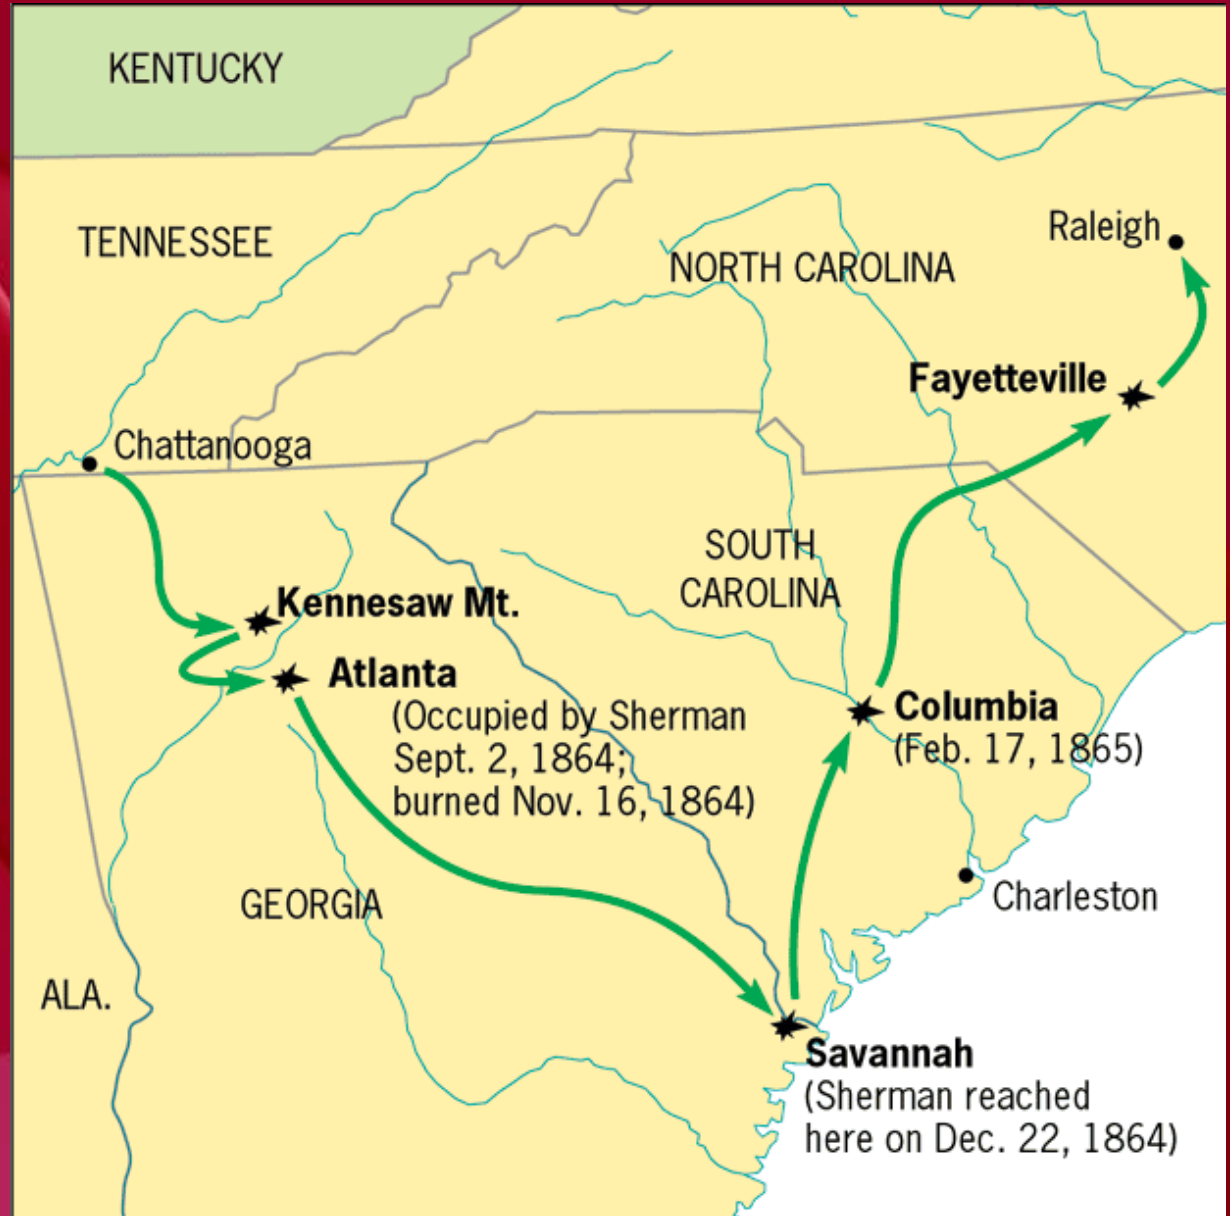 KENTUCKY
TENNESSEE
Raleigh
NORTH CAROLINA
Fayetteville
Chattanooga
SOUTH
CAROLINA
Kennesaw Mt.
Atlanta
(Occupied by Sherman
Sept. 2, 1864;
burned Nov. 16, 1864)
Columbia
(Feb. 17, 1865)
GEORGIA
Charleston
ALA.
Savannah
(Sherman reached
here on Dec. 22, 1864)